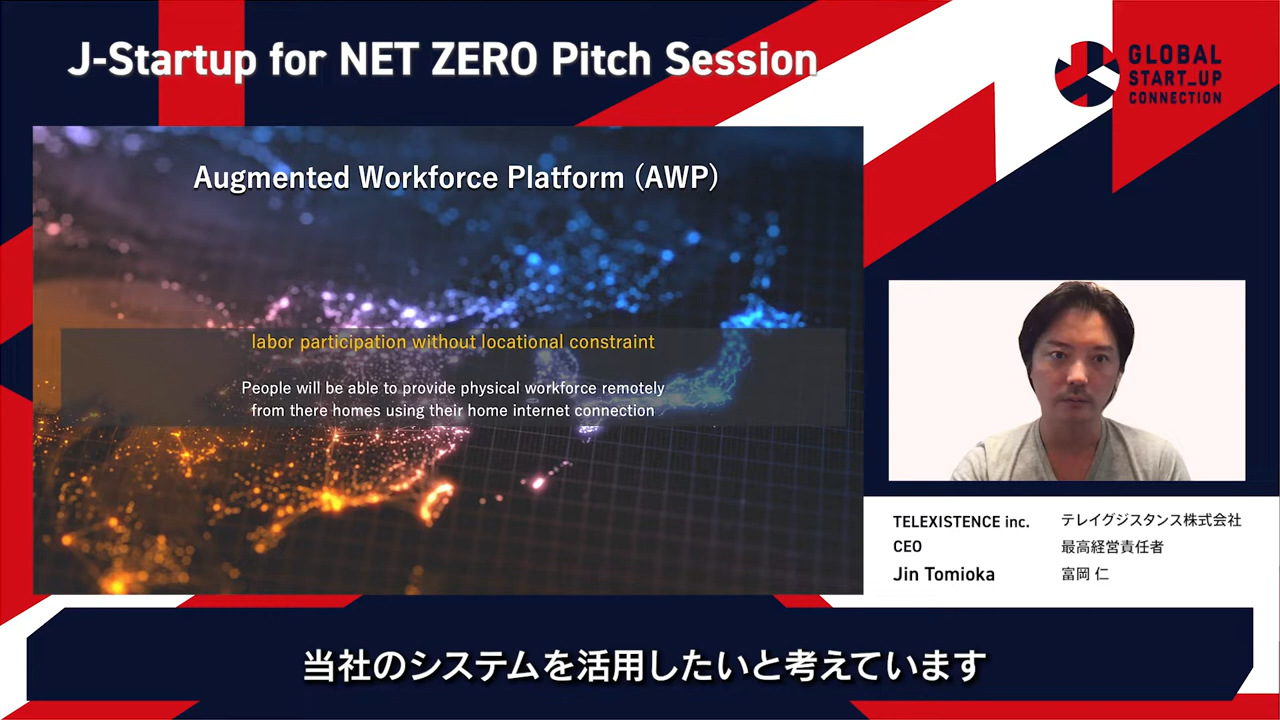 J-Startup for NET ZERO Pitch Session
GLOBAL
START_UP
CONNECTION
Augmented Workforce Platform (AWP)
labor participation without locational constraint
People will be able to provide physical workforce remotely
from there homes using their home internet connection
TELEXISTENCE inc. テレイグジスタンス株式会社
CEO 最高経営責任者
Jin Tomioka 富岡 仁
当社のシステムを活用したいと考えています